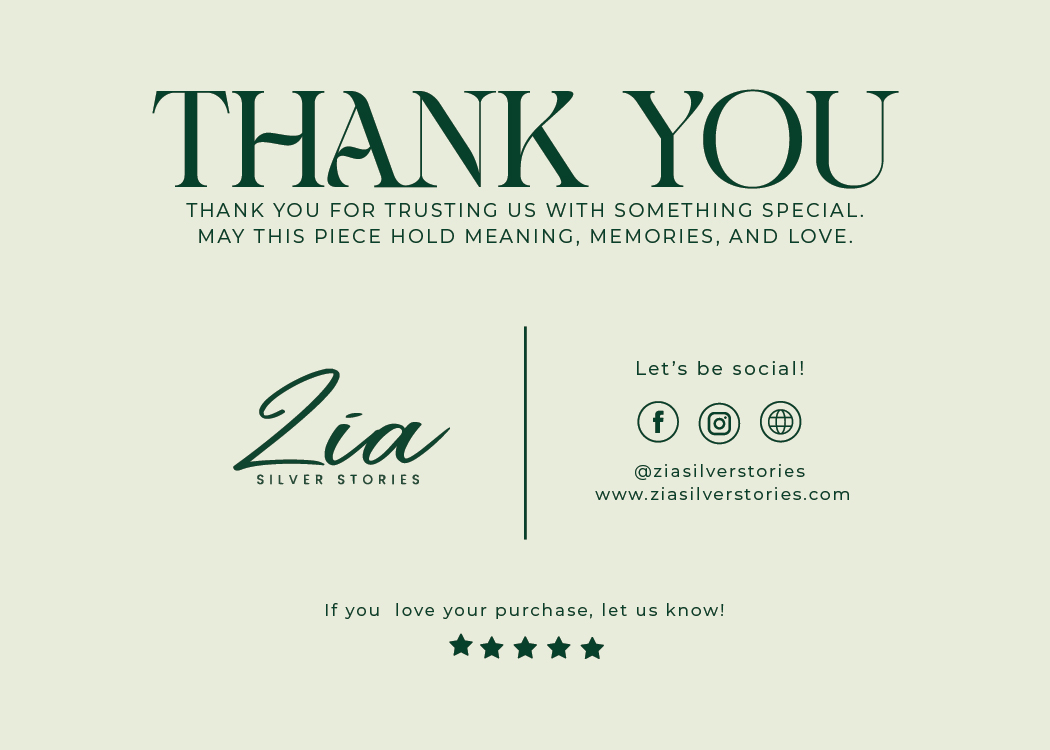 THANK YOU
THANK YOU FOR TRUSTING US WITH SOMETHING SPECIAL.
MAY THIS PIECE HOLD MEANING, MEMORIES, AND LOVE.
Zia
SILVER STORIES
Let's be social!
@ziasilverstories
www.ziasilverstories.com
If you  love your purchase, let us know!